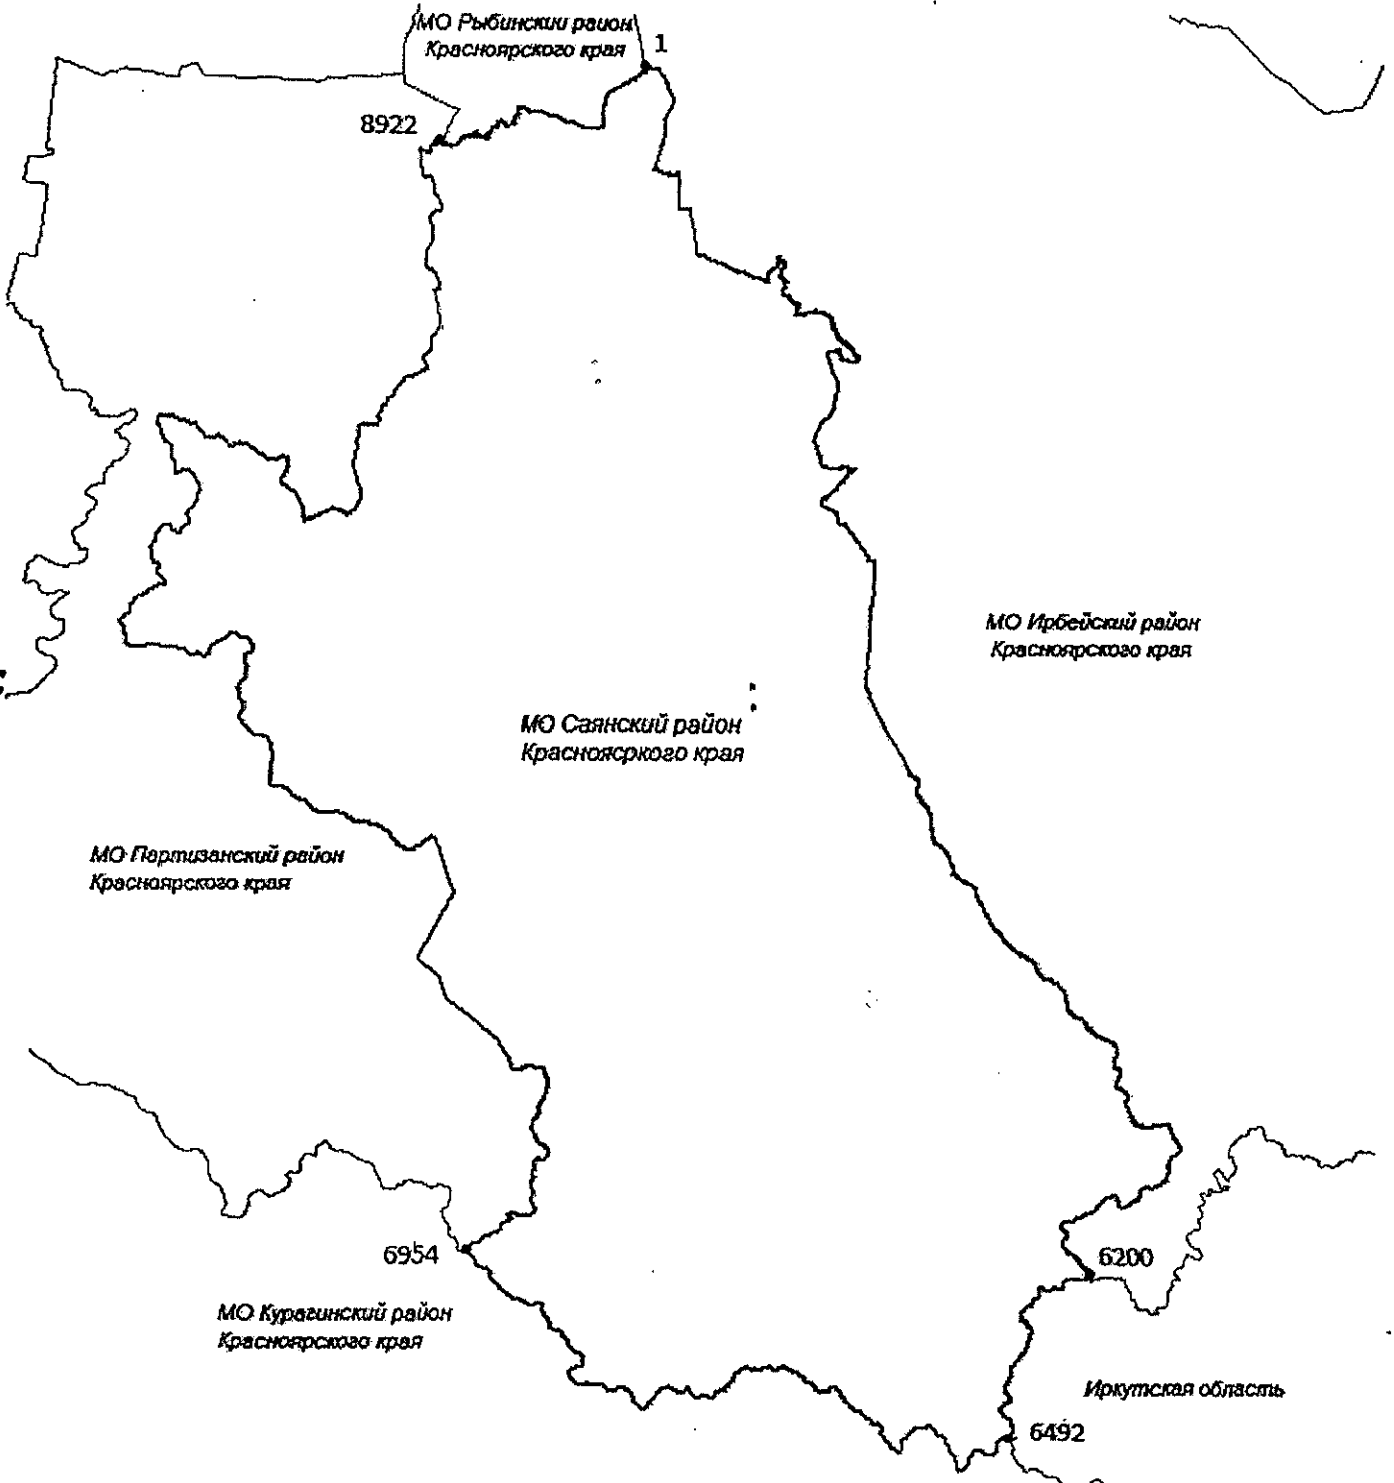 МО Рыбинский район
Красноярского края
1
8922
МО Ирбейский район
Красноярского края
МО Саянский район
Красноясркого края
МО Партизанский район
Красноярского края
6954
6200
МО Курагинский район
Красноярского края
Иркутская область
6492